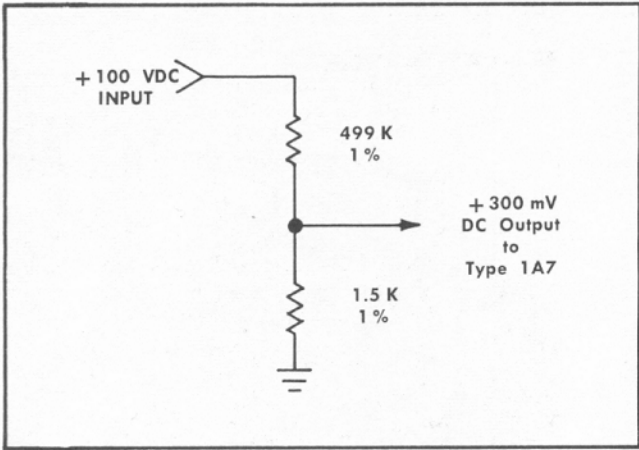 + 100 VDC
INPUT
499 K
1 %
+ 300 mV
DC Output
to
Type 1A7
1.5 K
1 %